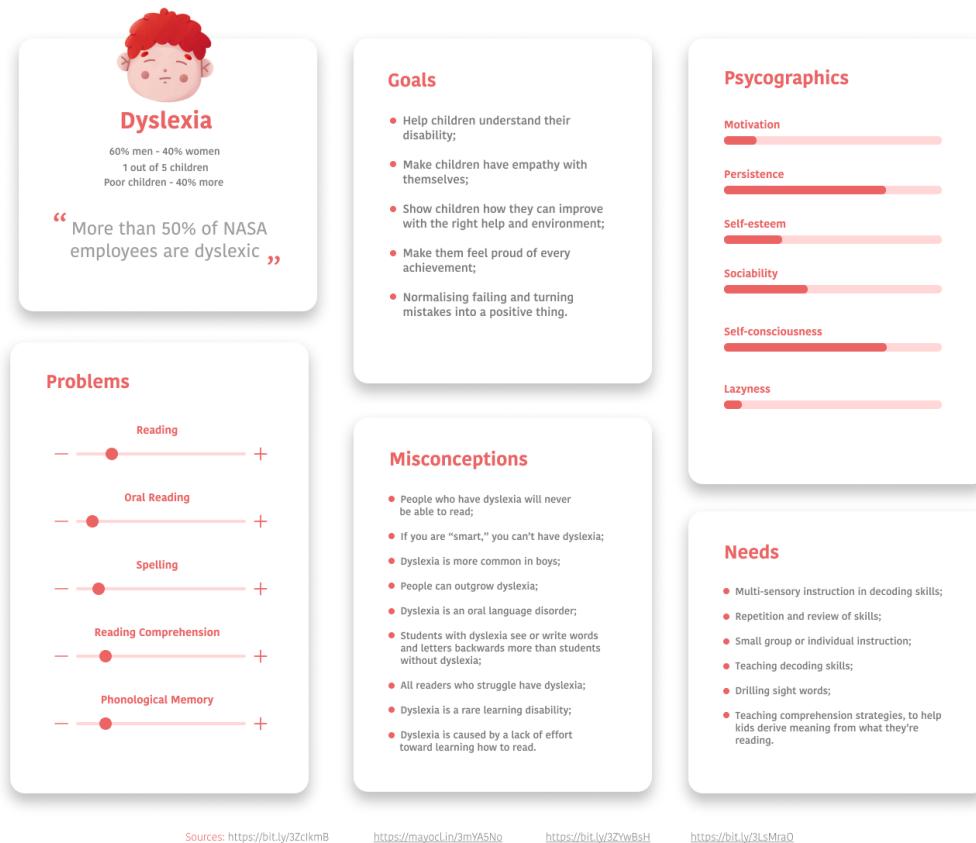 Dyslexia
60% men - 40% women
1 out of 5 children
Poor children - 40% more
“ More than 50% of NASA
employees are dyslexic ”
Problems
Reading
Oral Reading
Spelling
Reading Comprehension
Phonological Memory
Goals
Help children understand their
disability;
Make children have empathy with
themselves;
Show children how they can improve
with the right help and environment;
Make them feel proud of every
achievement;
Normalising failing and turning
mistakes into a positive thing.
Misconceptions
People who have dyslexia will never
be able to read;
If you are “smart,” you can’t have dyslexia;
Dyslexia is more common in boys;
People can outgrow dyslexia;
Dyslexia is an oral language disorder;
Students with dyslexia see or write words
and letters backwards more than students
without dyslexia;
All readers who struggle have dyslexia;
Dyslexia is a rare learning disability;
Dyslexia is caused by a lack of effort
toward learning how to read.
Psycographics
Motivation
Persistence
Self-esteem
Sociability
Self-consciousness
Lazyness
Needs
Multi-sensory instruction in decoding skills;
Repetition and review of skills;
Small group or individual instruction;
Teaching decoding skills;
Drilling sight words;
Teaching comprehension strategies, to help
kids derive meaning from what they’re
reading.
Sources: https://bit.ly/3ZcIkmB https://mayocl.in/3mYA5No https://bit.ly/3ZYwBsH https://bit.ly/3LsMraO